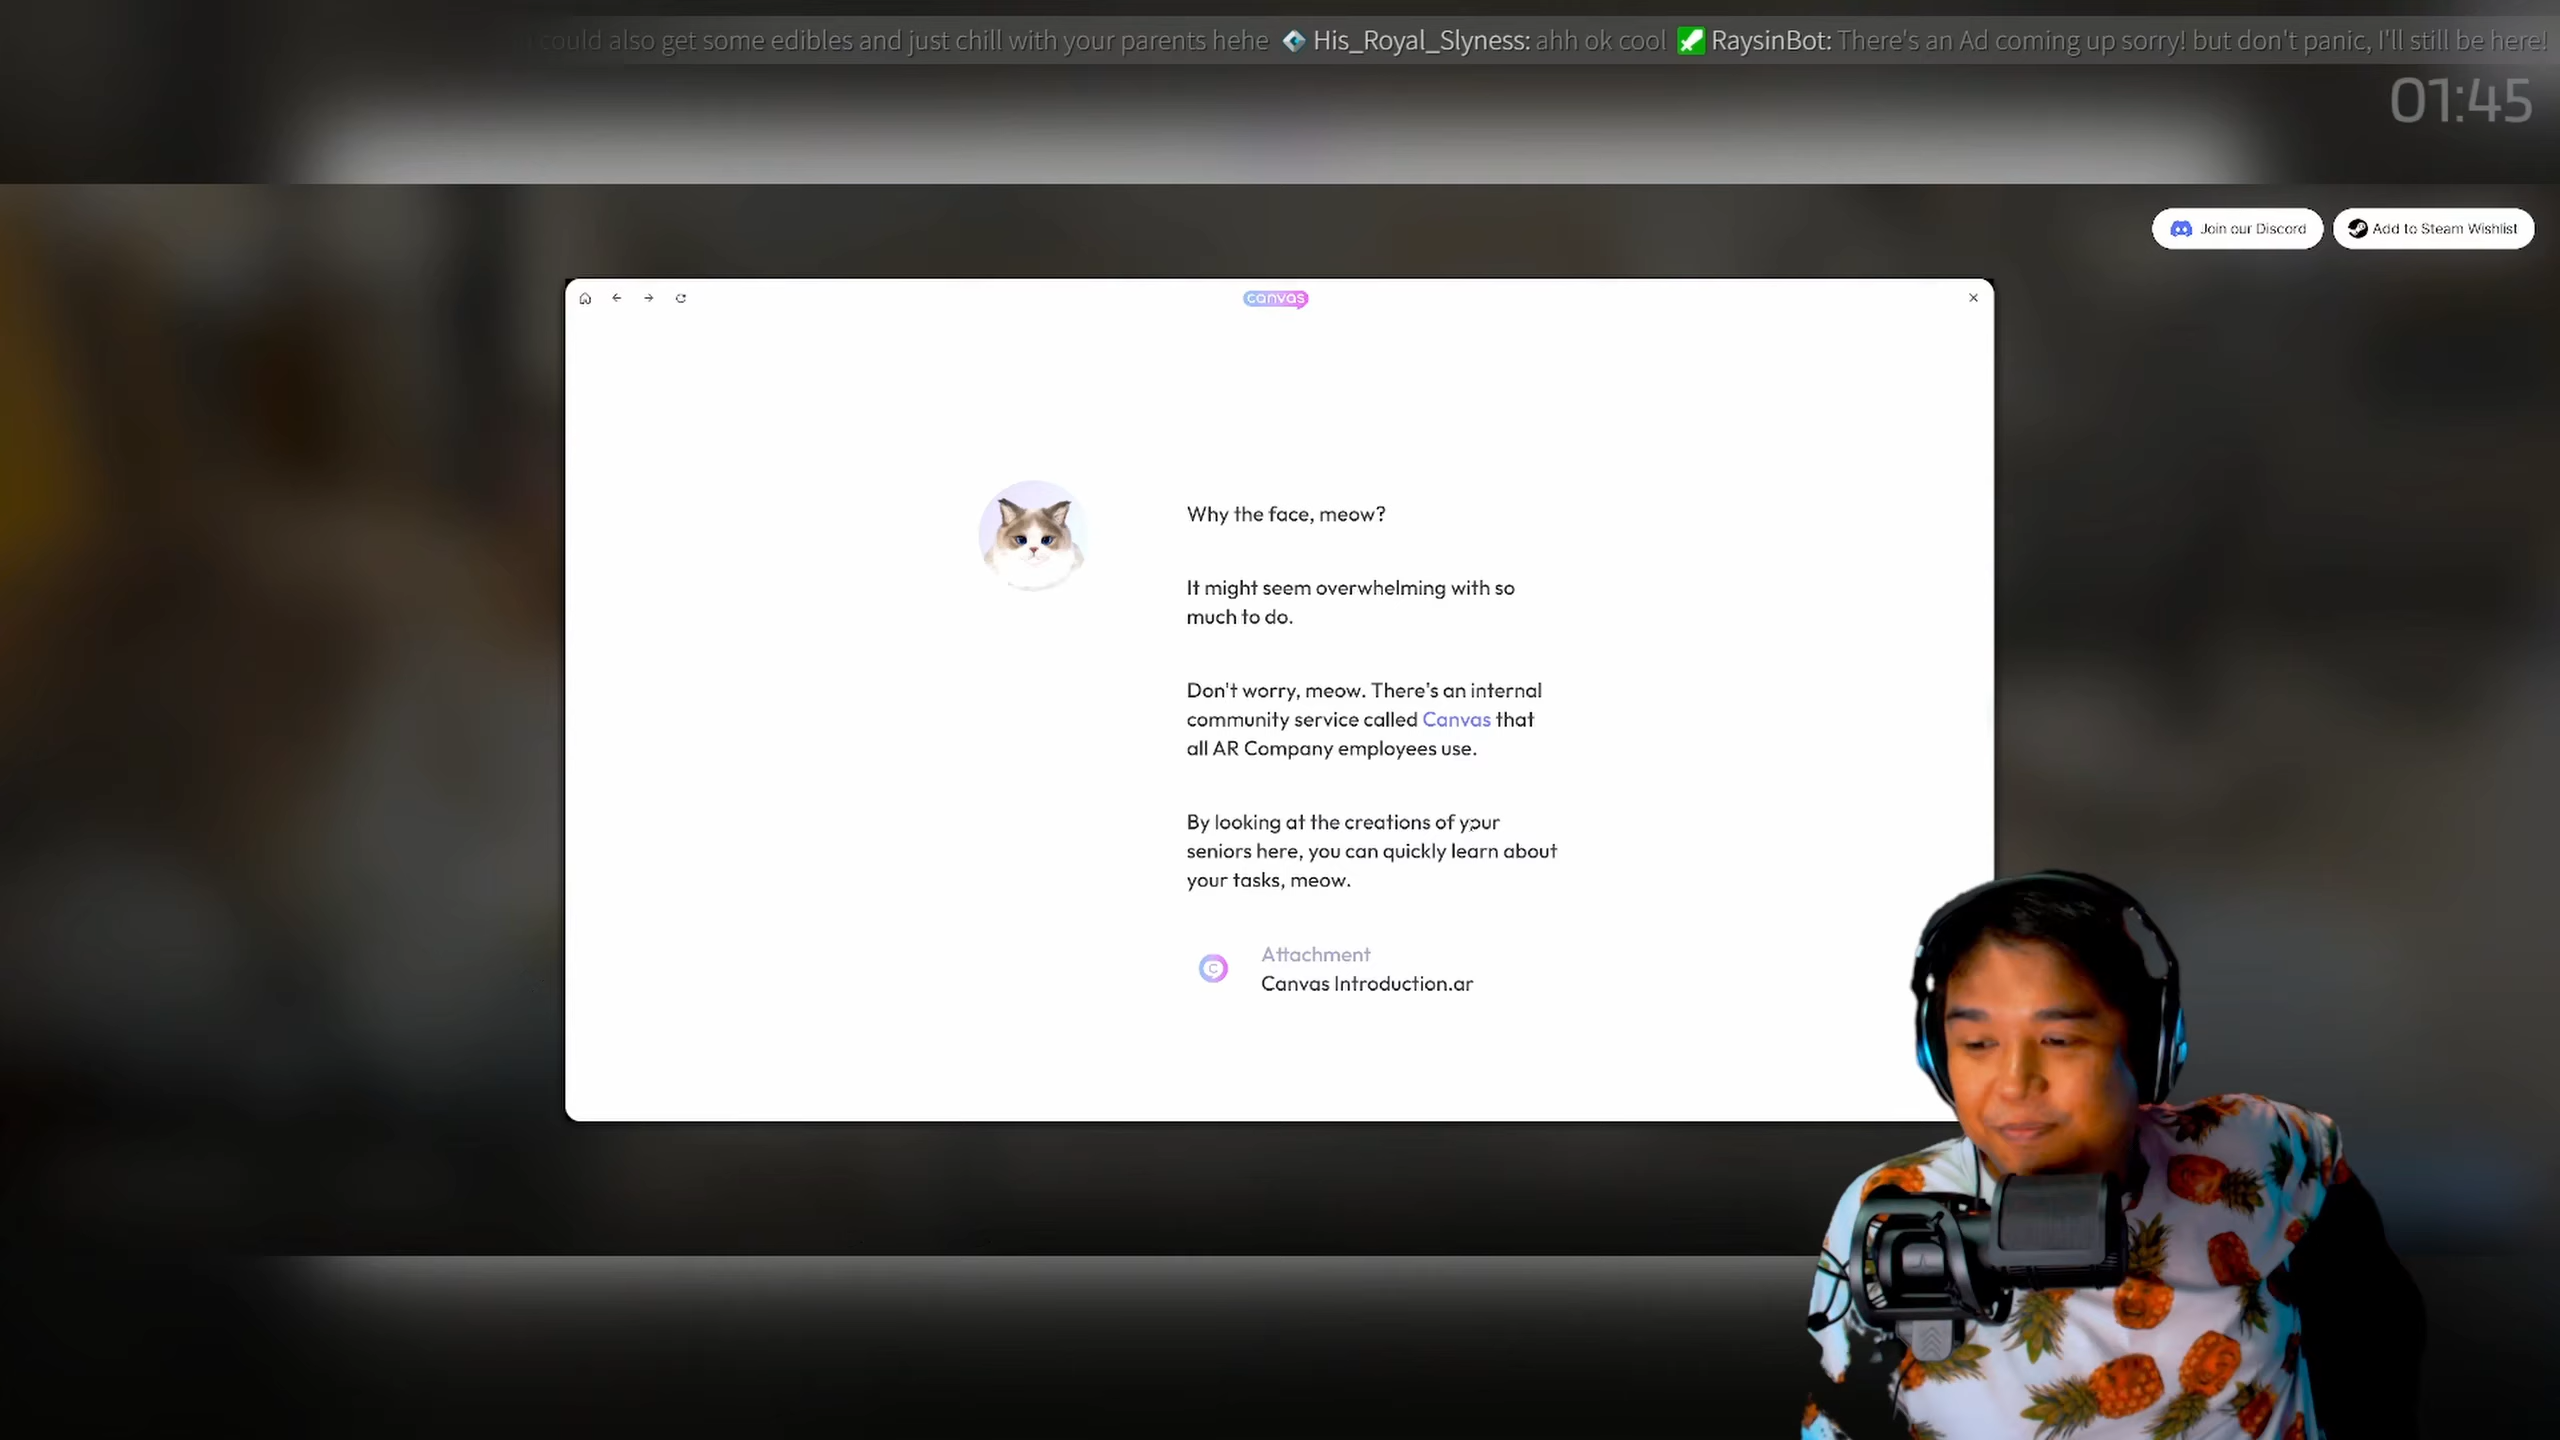 could also get some edibles and just chill with your parents hehe His_Royal_Slyness: ahh ok cool RaysinBot: There's an Ad coming up sorry! but don't panic, I'll still be here!
01:45
Join our Discord Add to Steam Wishlist
canvas
Why the face, meow?
It might seem overwhelming with so
much to do.
Don't worry, meow. There's an internal
community service called Canvas that
all AR Company employees use.
By looking at the creations of your
seniors here, you can quickly learn about
your tasks, meow.
Attachment
Canvas Introduction.ar